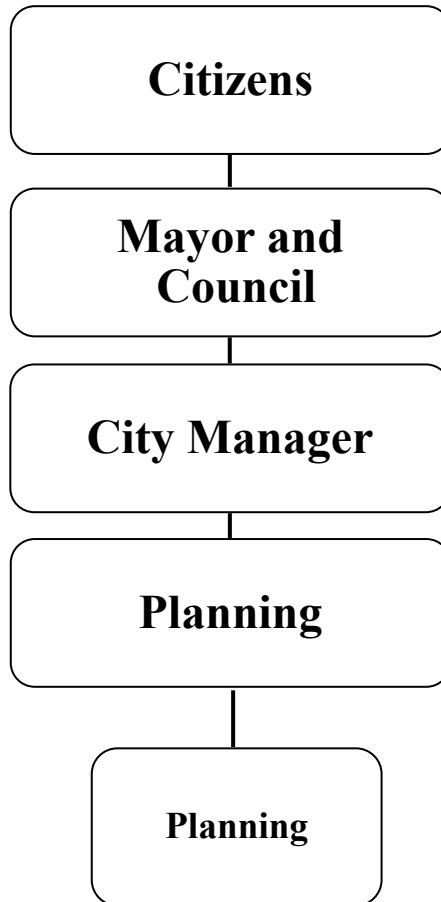 Citizens
Mayor and
Council
City Manager
Planning
Planning